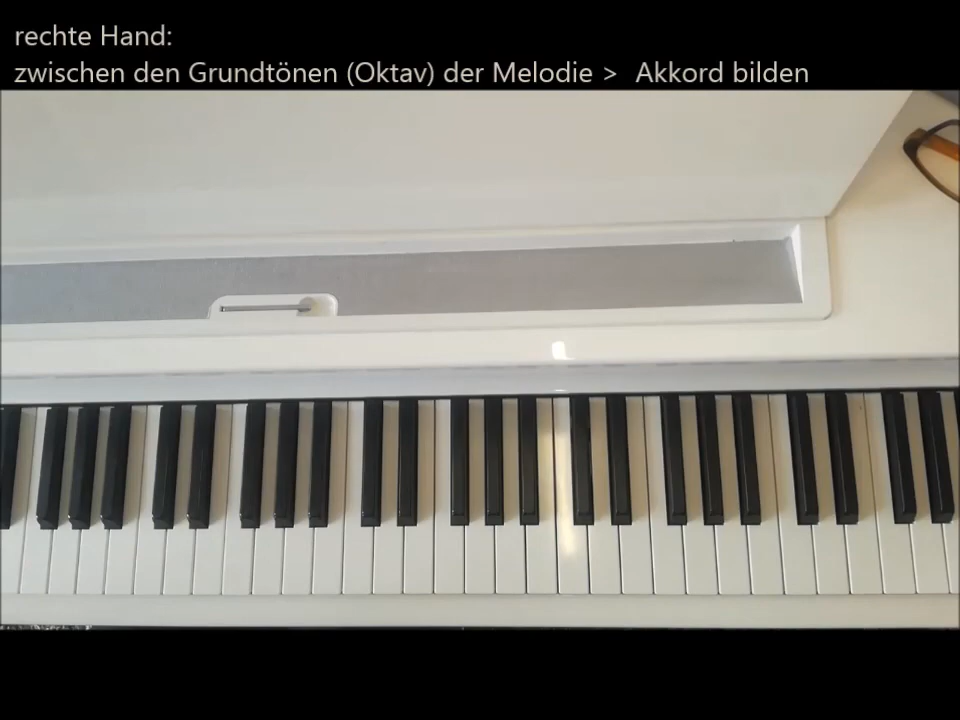 rechte Hand:
zwischen den Grundtönen (Oktav) der Melodie > Akkord bilden